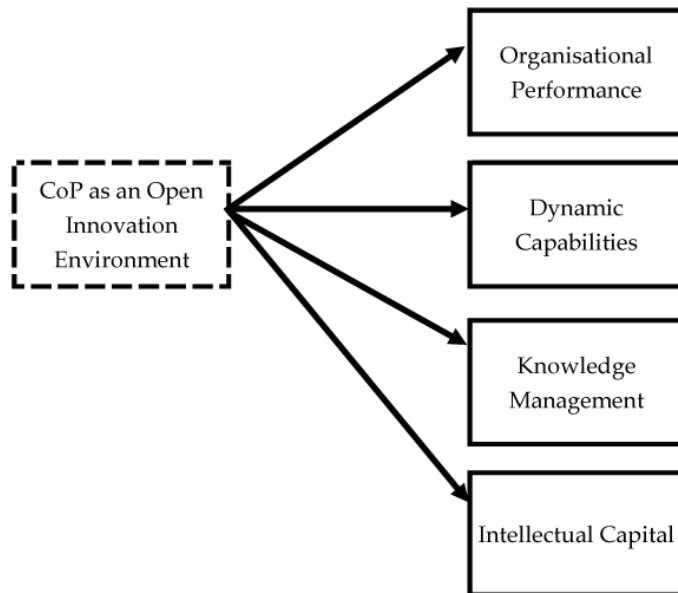 CoP as an Open
Innovation
Environment
Organisational
Performance
Dynamic
Capabilities
Knowledge
Management
Intellectual Capital